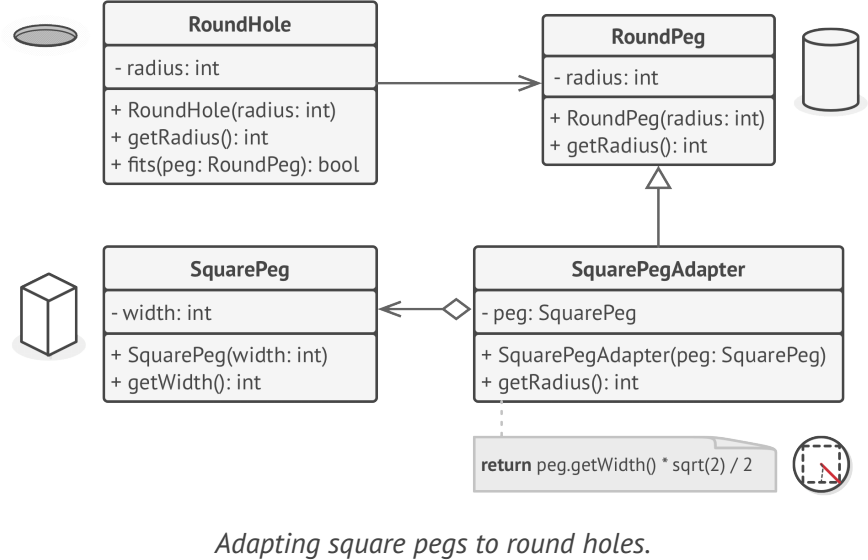 RoundHole
- radius: int
+ RoundHole(radius: int)
+ getRadius(): int
+ fits(peg: RoundPeg): bool
RoundPeg
- radius: int
+ RoundPeg(radius: int)
+ getRadius(): int
SquarePeg
- width: int
+ SquarePeg(width: int)
+ getWidth(): int
SquarePegAdapter
- peg: SquarePeg
+ SquarePegAdapter(peg: SquarePeg)
+ getRadius(): int
return peg.getWidth() * sqrt(2) / 2
Adapting square pegs to round holes.